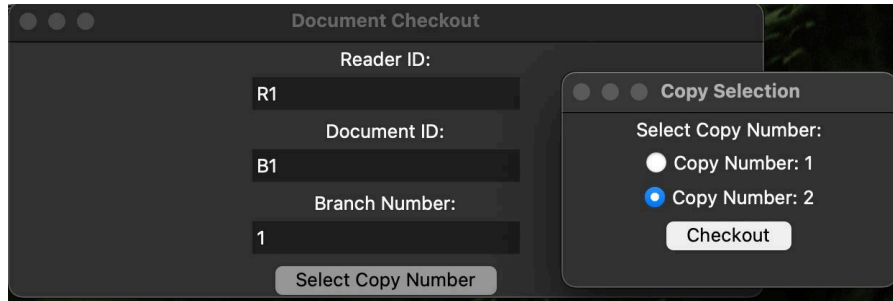 Document Checkout
Reader ID:
R1
Document ID:
B1
Branch Number:
1
Select Copy Number
Copy Selection
Select Copy Number:
Copy Number: 1
Copy Number: 2
Checkout